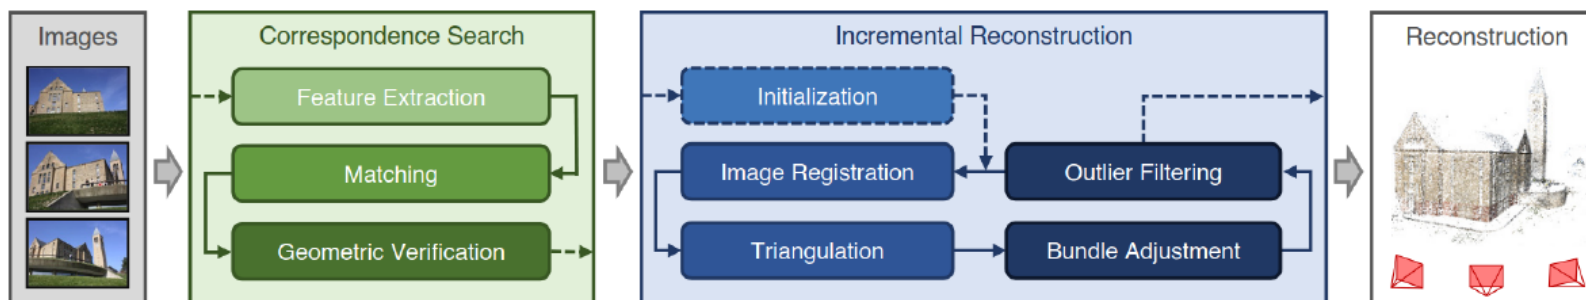 Images
Correspondence Search
Feature Extraction
Matching
Geometric Verification
Incremental Reconstruction
Initialization
Image Registration
Outlier Filtering
Triangulation
Bundle Adjustment
Reconstruction